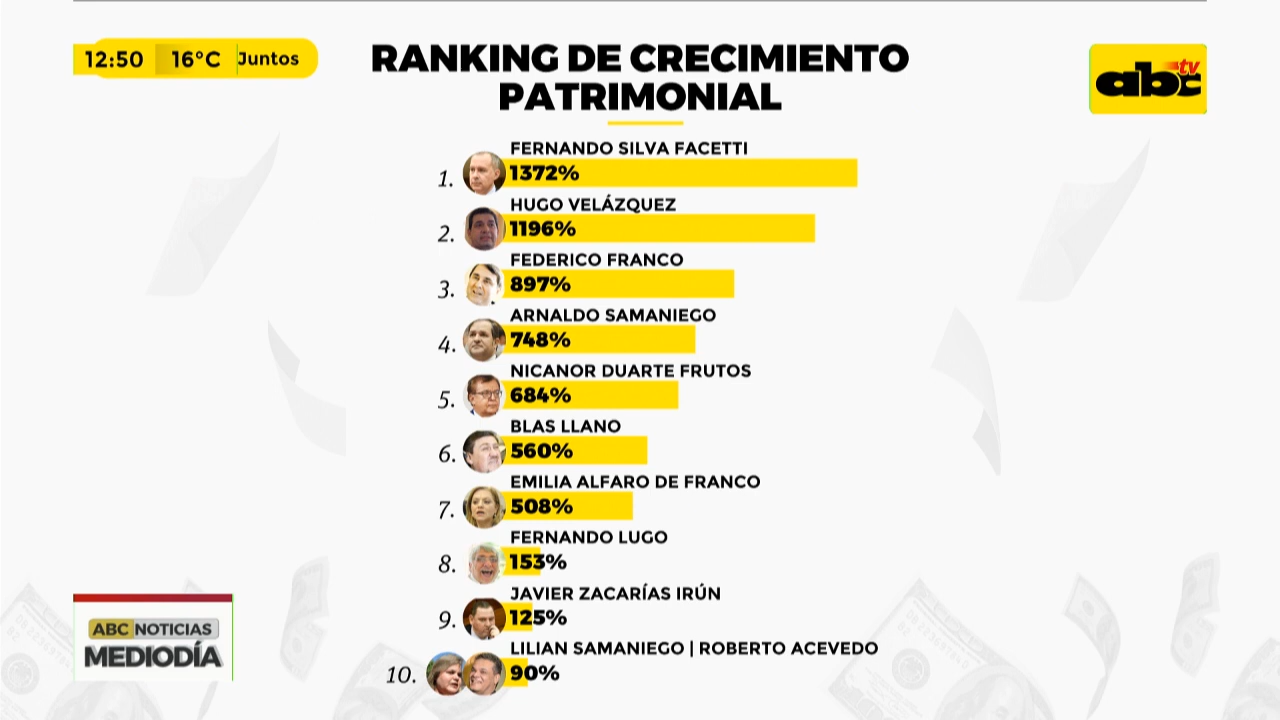 12:50 16°C Juntos
RANKING DE CRECIMIENTO
PATRIMONIAL
abc tv
FERNANDO SILVA FACETTI
1. 1372%
HUGO VELÁZQUEZ
2. 1196%
FEDERICO FRANCO
3. 897%
ARNALDO SAMANIEGO
4. 748%
NICANOR DUARTE FRUTOS
5. 684%
BLAS LLANO
6. 560%
EMILIA ALFARO DE FRANCO
7. 508%
FERNANDO LUGO
8. 153%
JAVIER ZACARÍAS IRÚN
9. 125%
LILIAN SAMANIEGO | ROBERTO ACEVEDO
10. 90%
ABC NOTICIAS
MEDIODÍA